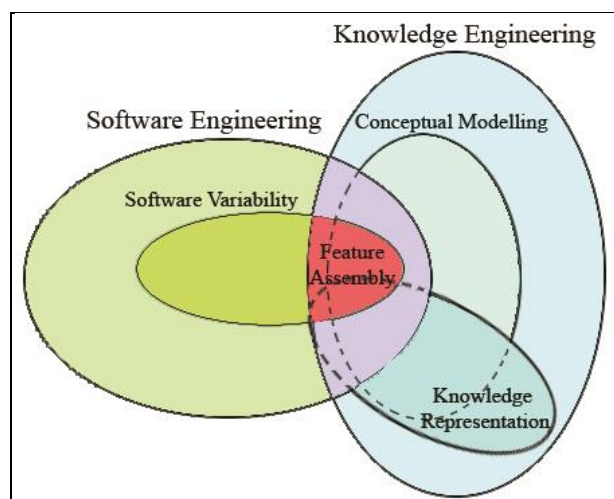 Knowledge Engineering
Software Engineering
Conceptual Modelling
Software Variability
Feature
Assembly
Knowledge
Representation